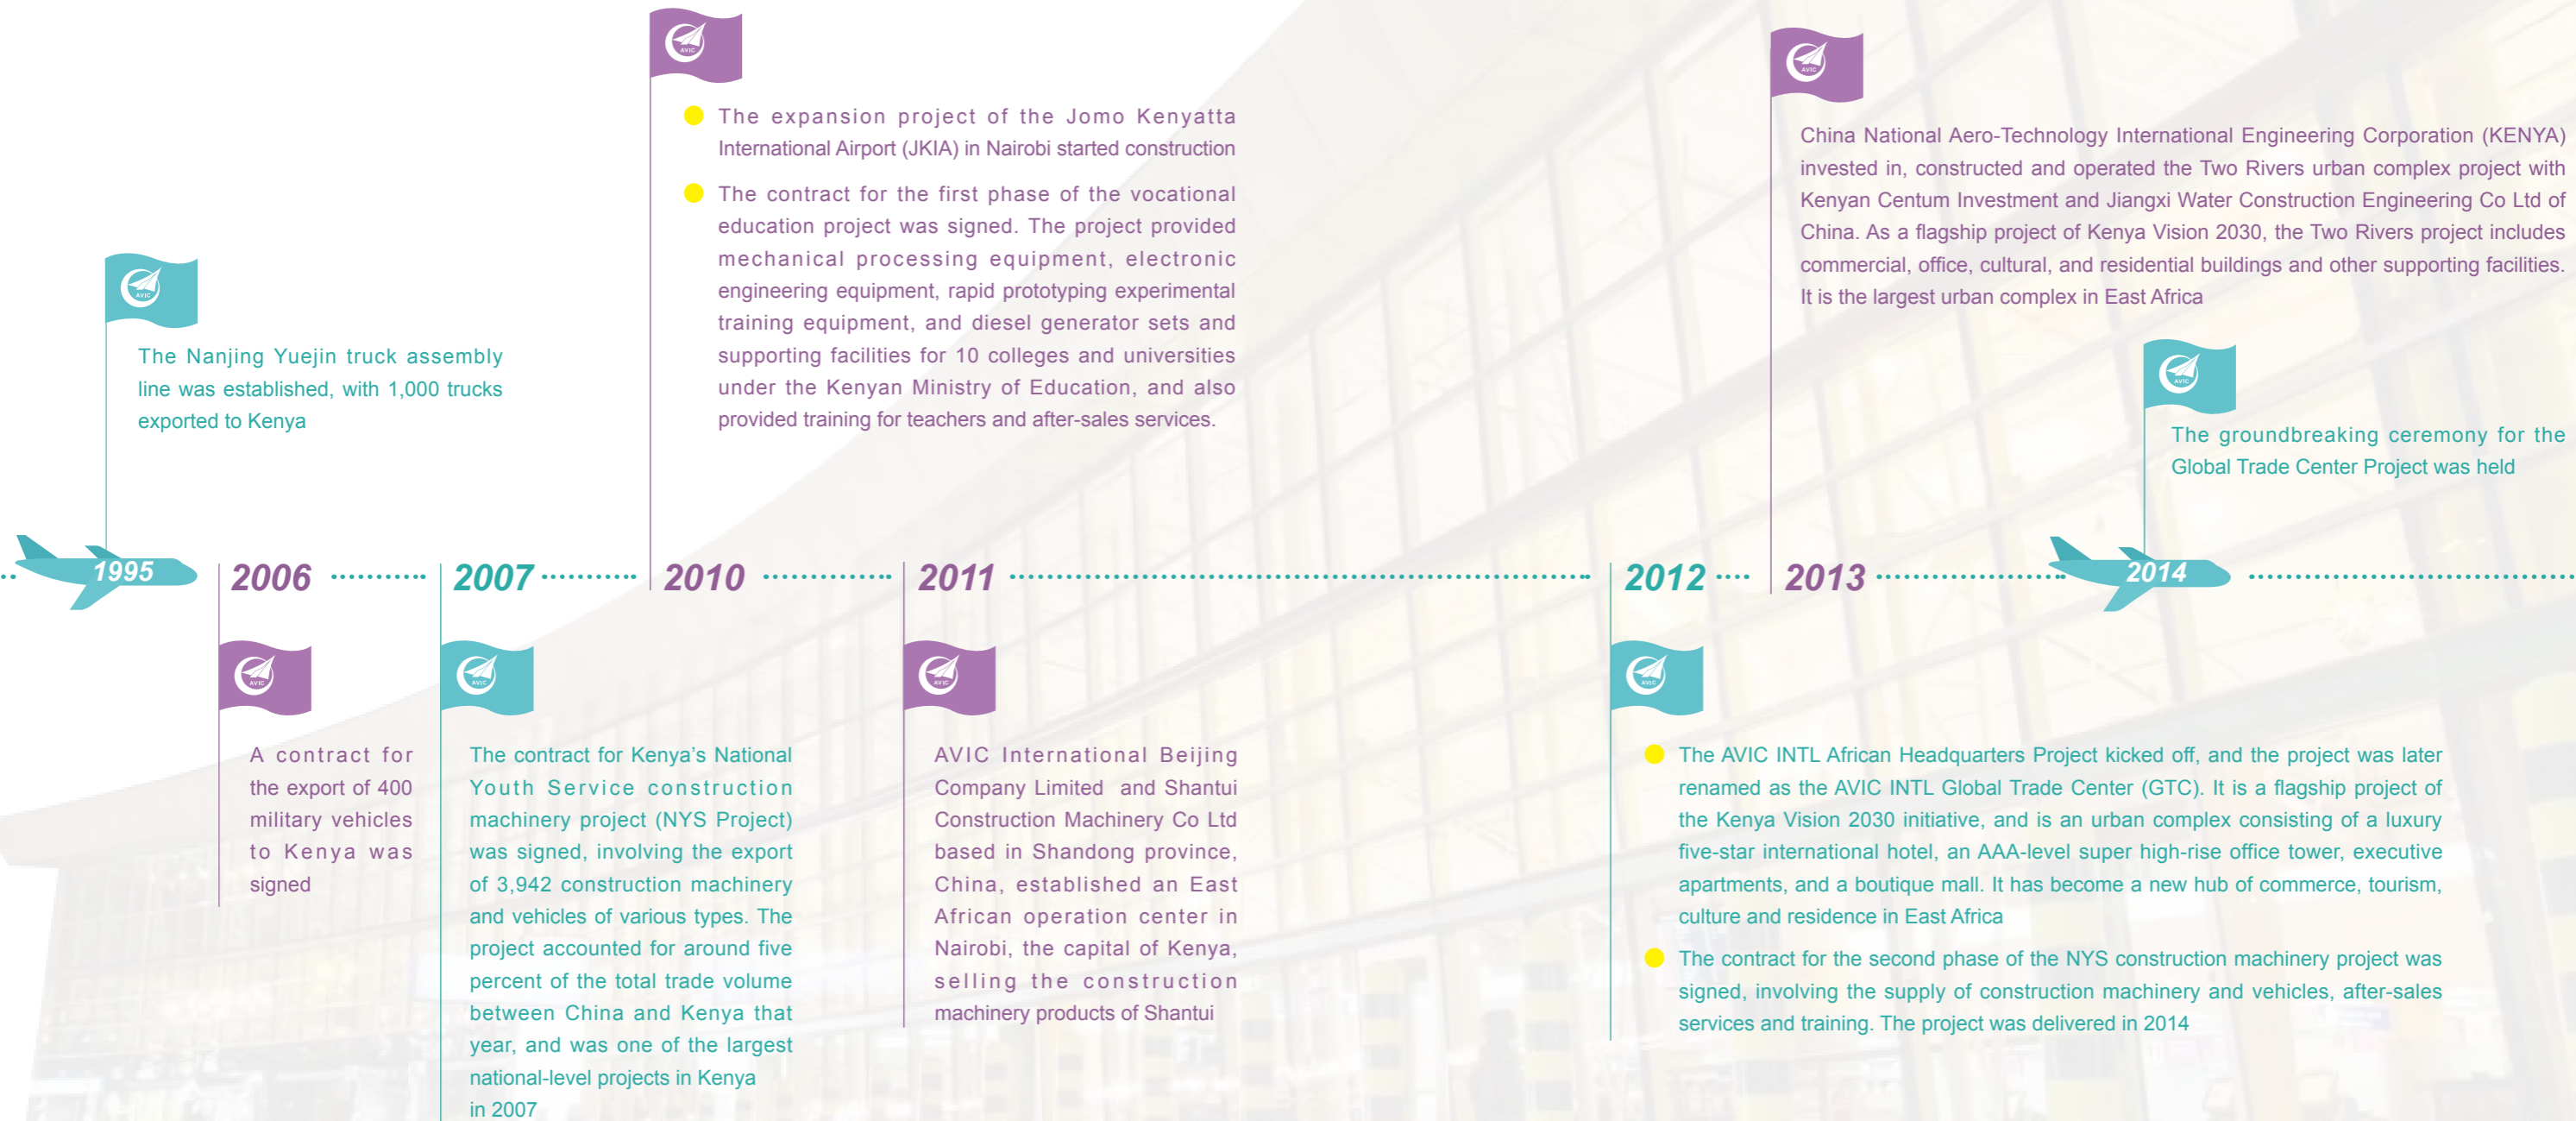 AVIC
The Nanjing Yuejin truck assembly
line was established, with 1,000 trucks
exported to Kenya
1995
2006
AVIC
A contract for
the export of 400
military vehicles
to Kenya was
signed
2007
AVIC
The contract for Kenya's National
Youth Service construction
machinery project (NYS Project)
was signed, involving the export
of 3,942 construction machinery
and vehicles of various types. The
project accounted for around five
percent of the total trade volume
between China and Kenya that
year, and was one of the largest
national-level projects in Kenya
in 2007
AVIC
The expansion project of the Jomo Kenyatta
International Airport (JKIA) in Nairobi started construction
The contract for the first phase of the vocational
education project was signed. The project provided
mechanical processing equipment, electronic
engineering equipment, rapid prototyping experimental
training equipment, and diesel generator sets and
supporting facilities for 10 colleges and universities
under the Kenyan Ministry of Education, and also
provided training for teachers and after-sales services.
2010
2011
AVIC
AVIC International Beijing
Company Limited and Shantui
Construction Machinery Co Ltd
based in Shandong province,
China, established an East
African operation center in
Nairobi, the capital of Kenya,
selling the construction
machinery products of Shantui
2012
AVIC
The AVIC INTL African Headquarters Project kicked off, and the project was later
renamed as the AVIC INTL Global Trade Center (GTC). It is a flagship project of
the Kenya Vision 2030 initiative, and is an urban complex consisting of a luxury
five-star international hotel, an AAA-level super high-rise office tower, executive
apartments, and a boutique mall. It has become a new hub of commerce, tourism,
culture and residence in East Africa
The contract for the second phase of the NYS construction machinery project was
signed, involving the supply of construction machinery and vehicles, after-sales
services and training. The project was delivered in 2014
AVIC
China National Aero-Technology International Engineering Corporation (KENYA)
invested in, constructed and operated the Two Rivers urban complex project with
Kenyan Centum Investment and Jiangxi Water Construction Engineering Co Ltd of
China. As a flagship project of Kenya Vision 2030, the Two Rivers project includes
commercial, office, cultural, and residential buildings and other supporting facilities.
It is the largest urban complex in East Africa
2013
AVIC
The groundbreaking ceremony for the
Global Trade Center Project was held
2014